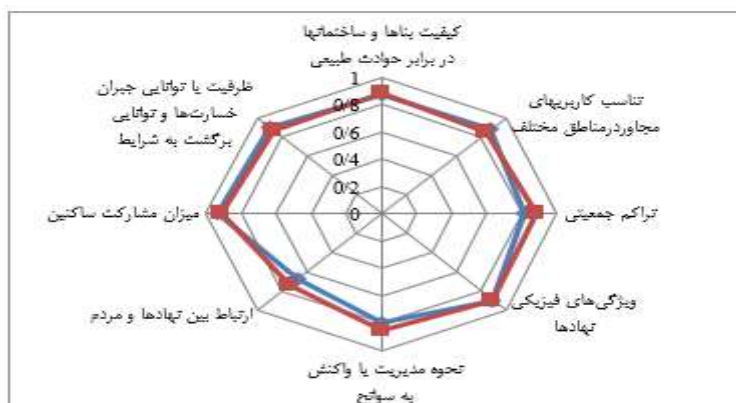 کیفیت بناها و ساختمانها
در برابر حوادث طبیعی
تناسب کاربریهای
مجاوردرمناطق مختلف
تراکم جمعیتی
ویژگی‌های فیزیکی
نهادها
نحوه مدیریت یا واکنش
به سوانح
ارتباط بین نهادها و مردم
میزان مشارکت ساکنین
ظرفیت یا توانایی جبران
خسارت‌ها و توانایی
برگشت به شرایط
1
0/8
0/6
0/4
0/2
0